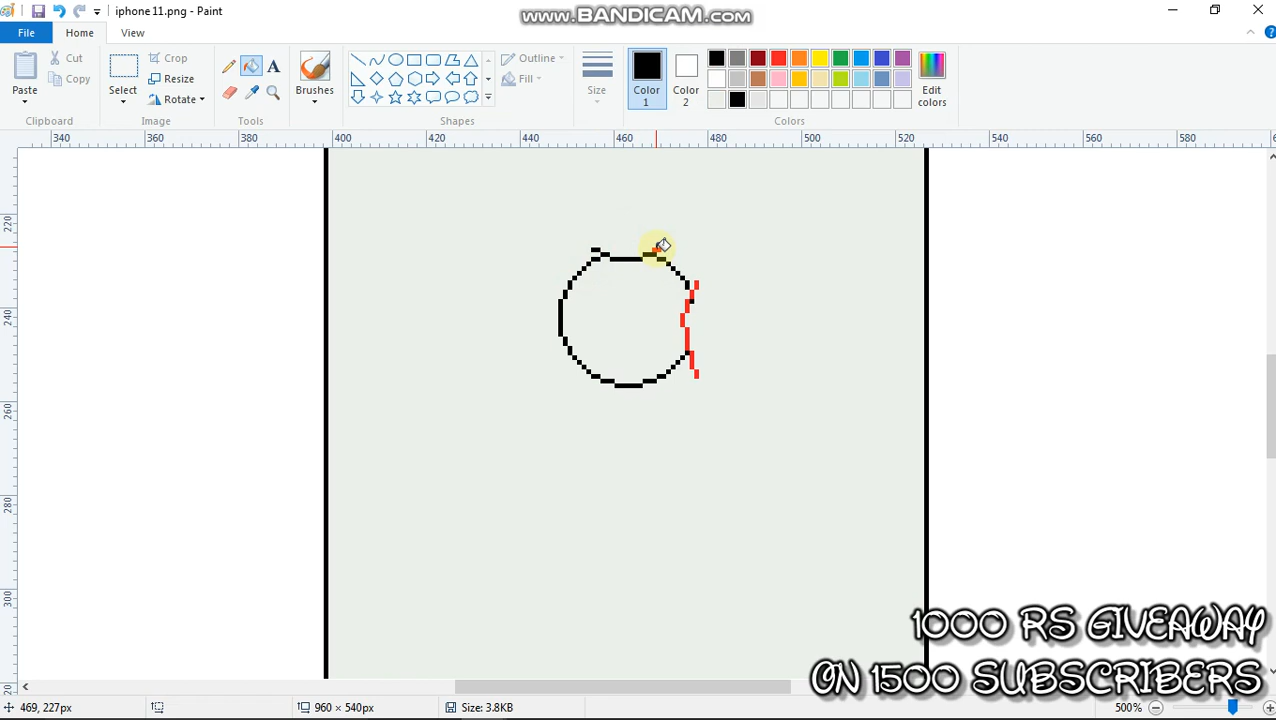 iphone 11.png - Paint
WWW.BANDICAM.COM
File Home View
Cut
Copy
Paste
Clipboard
Crop
Resize
Rotate
Select
Image
A
Tools
Brushes
Outline
Fill
Shapes
Size
Color 1
Color 2
Edit colors
Colors
340 360 380 400 420 440 460 480 500 520 540 560 580
220
240
260
280
300
1000 RS GIVEAWAY
ON 1500 SUBSCRIBERS
469, 227px
960 × 540px
Size: 3.8KB
500%